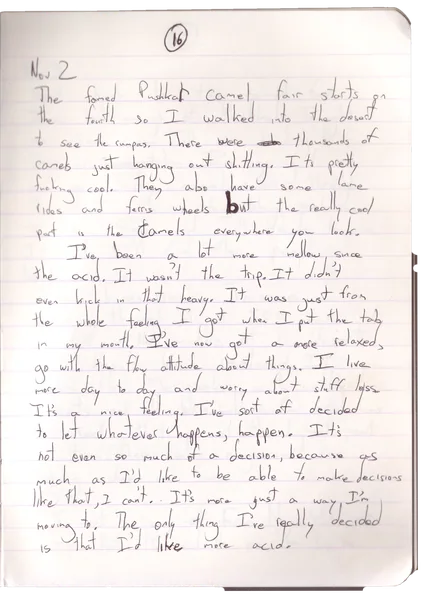 16
Nov 2
The famed Pushkar Camel fair starts on
the fourth so I walked into the desert
to see the rumpas. There were thousands of
camels just hanging out shitting. It's pretty
fucking cool. They also have some lame
rides and ferris wheels but the really cool
part is the Camels everywhere you look.
I've been a lot more mellow since
the acid. It wasn't the trip. It didn't
even kick in that heavy. It was just from
the whole feeling I got when I put the tab
in my mouth. I've now got a more relaxed,
go with the flow attitude about things. I live
more day to day and worry about stuff less
It's a nice feeling. I've sort of decided
to let whatever happens, happen. It's
not even so much of a decision, because as
much as I'd like to be able to make decisions
like that, I can't. It's more just a way I'm
moving to. The only thing I've really decided
is that I'd like more acid.